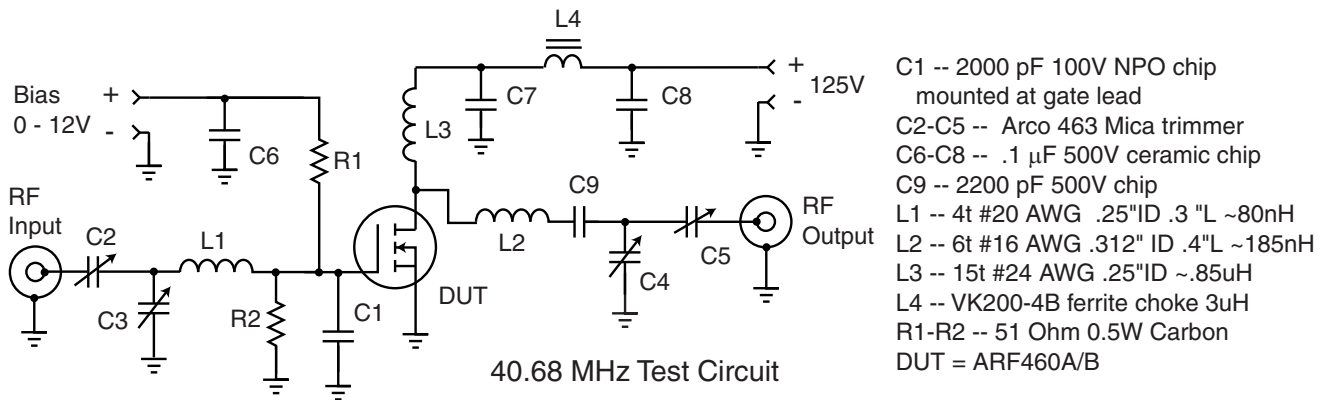 L4
Bias
0 - 12V
+
-
C6
R1
L3
C7
C8
+
-
125V
RF
Input
C2
C3
L1
R2
C1
DUT
L2
C9
C4
C5
RF
Output
40.68 MHz Test Circuit
C1 -- 2000 pF 100V NPO chip
mounted at gate lead
C2-C5 -- Arco 463 Mica trimmer
C6-C8 -- .1 µF 500V ceramic chip
C9 -- 2200 pF 500V chip
L1 -- 4t #20 AWG .25"ID .3 "L ~80nH
L2 -- 6t #16 AWG .312" ID .4"L ~185nH
L3 -- 15t #24 AWG .25"ID ~.85uH
L4 -- VK200-4B ferrite choke 3uH
R1-R2 -- 51 Ohm 0.5W Carbon
DUT = ARF460A/B